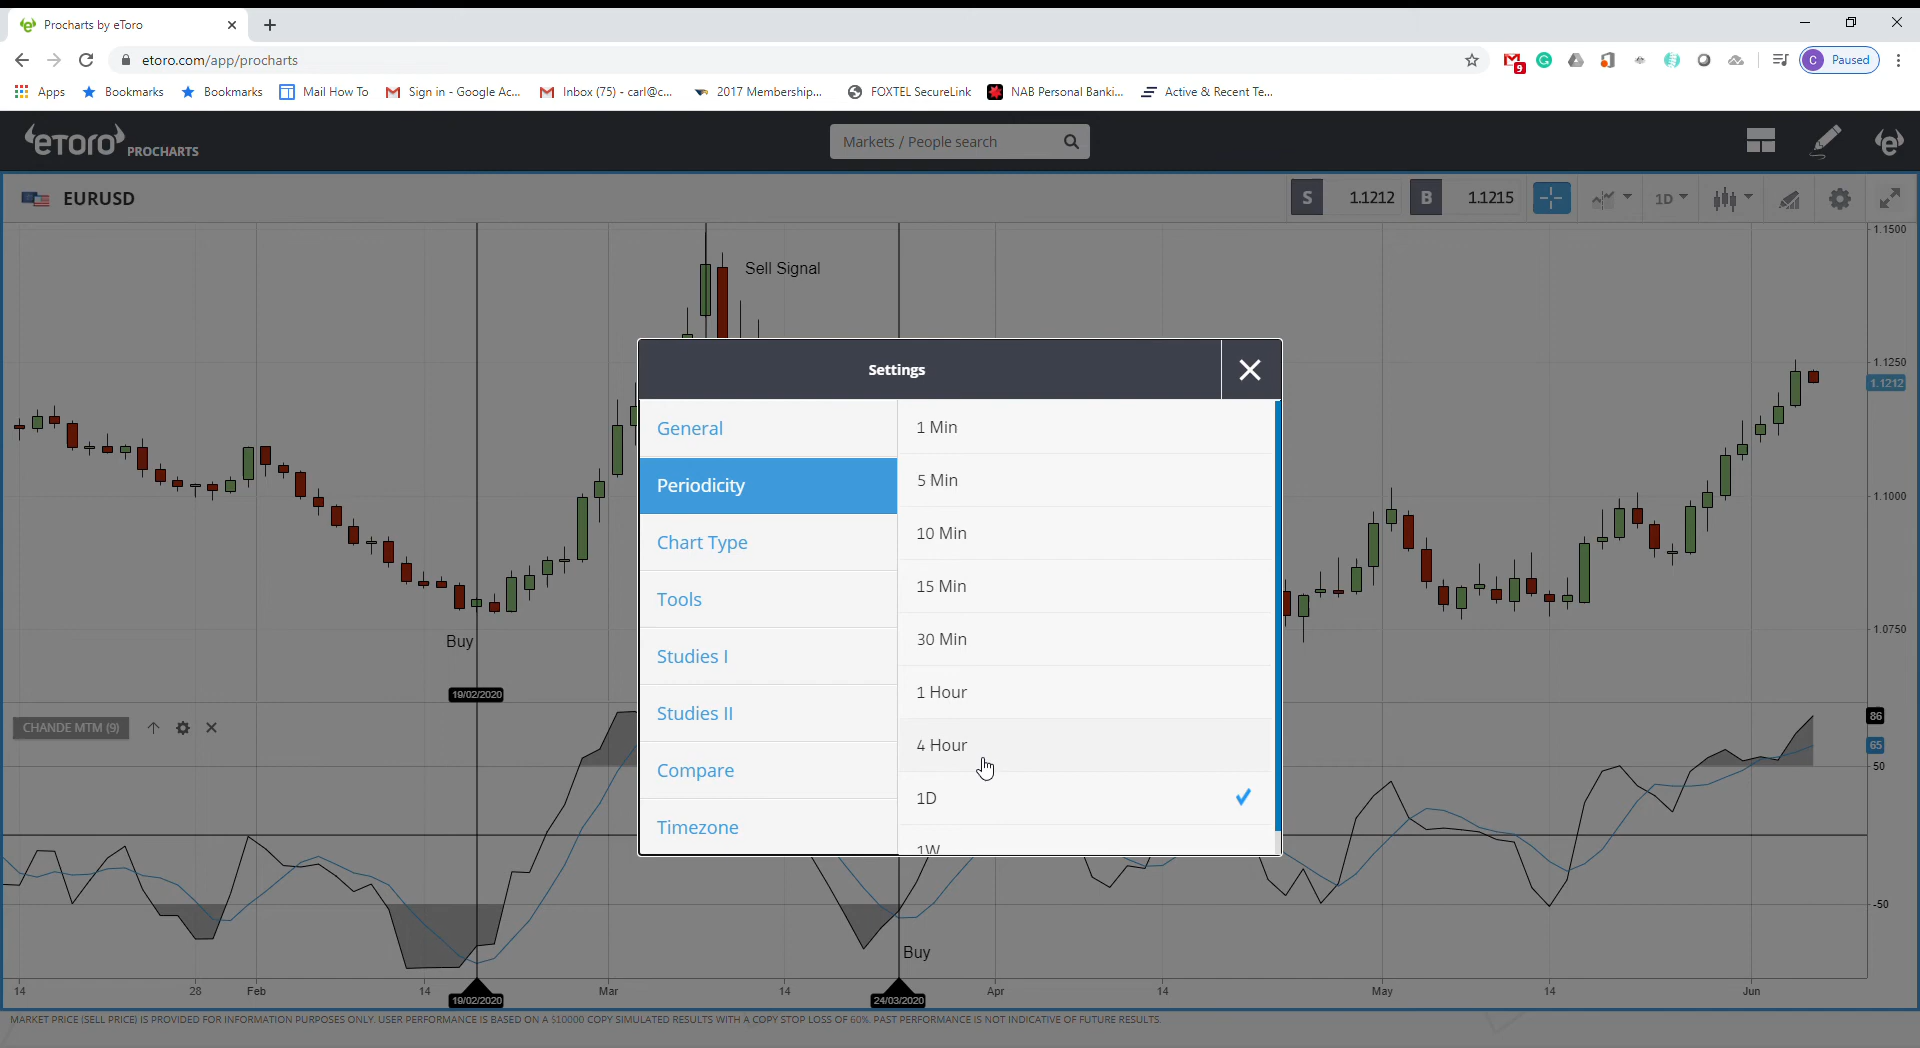 Procharts by eToro
etoro.com/app/procharts
9
C Paused
Apps Bookmarks Bookmarks Mail How To Sign in - Google Ac... Inbox (75) - carl@c... 2017 Membership... FOXTEL SecureLink NAB Personal Banki... Active & Recent Te...
eTORO PROCHARTS
Markets / People search
EURUSD
S 1.1212 B 1.1215 1D
1.1500
Sell Signal
1.1250
1.1212
1.1000
1.0750
Buy
19/02/2020
Settings
General
Periodicity
Chart Type
Tools
Studies I
Studies II
Compare
Timezone
1 Min
5 Min
10 Min
15 Min
30 Min
1 Hour
4 Hour
1D
1W
CHANDE MTM (9)
86
65
50
-50
Buy
14 28 Feb 14 19/02/2020 Mar 14 24/03/2020 Apr 14 May 14 Jun
MARKET PRICE (SELL PRICE) IS PROVIDED FOR INFORMATION PURPOSES ONLY. USER PERFORMANCE IS BASED ON A $10000 COPY SIMULATED RESULTS WITH A COPY STOP LOSS OF 60%. PAST PERFORMANCE IS NOT INDICATIVE OF FUTURE RESULTS.